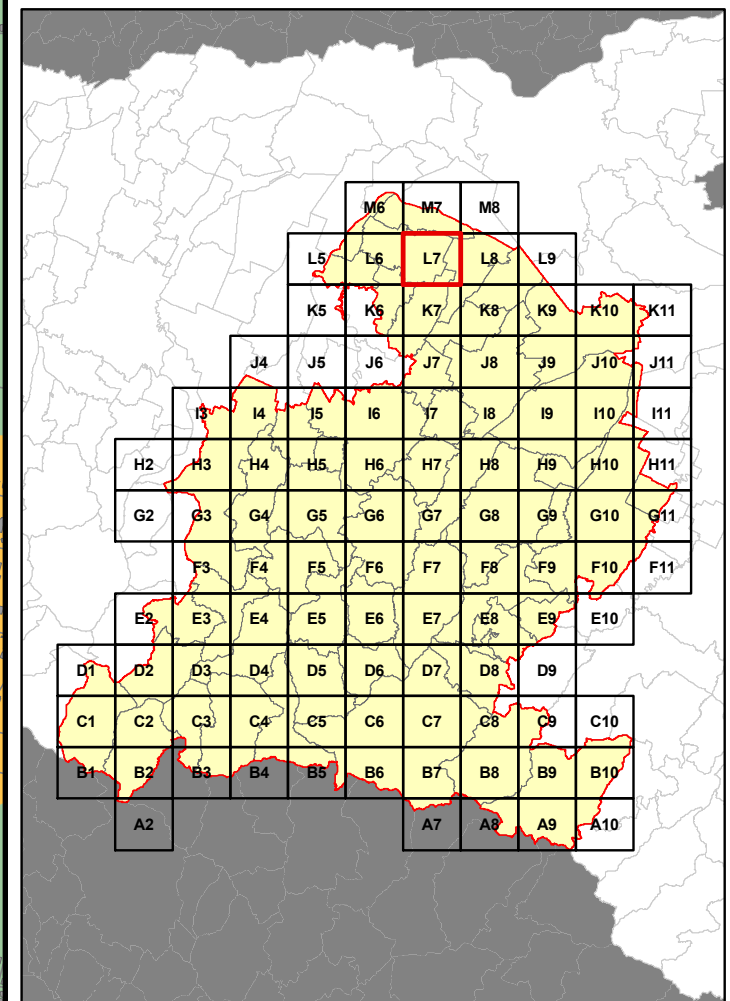 M6 M7 M8
L5 L6 L7 L8 L9
K5 K6 K7 K8 K9 K10 K11
J4 J5 J6 J7 J8 J9 J10 J11
I3 I4 I5 I6 I7 I8 I9 I10 I11
H2 H3 H4 H5 H6 H7 H8 H9 H10 H11
G2 G3 G4 G5 G6 G7 G8 G9 G10 G11
F3 F4 F5 F6 F7 F8 F9 F10 F11
E2 E3 E4 E5 E6 E7 E8 E9 E10
D1 D2 D3 D4 D5 D6 D7 D8 D9
C1 C2 C3 C4 C5 C6 C7 C8 C9 C10
B1 B2 B3 B4 B5 B6 B7 B8 B9 B10
A2 A7 A8 A9 A10